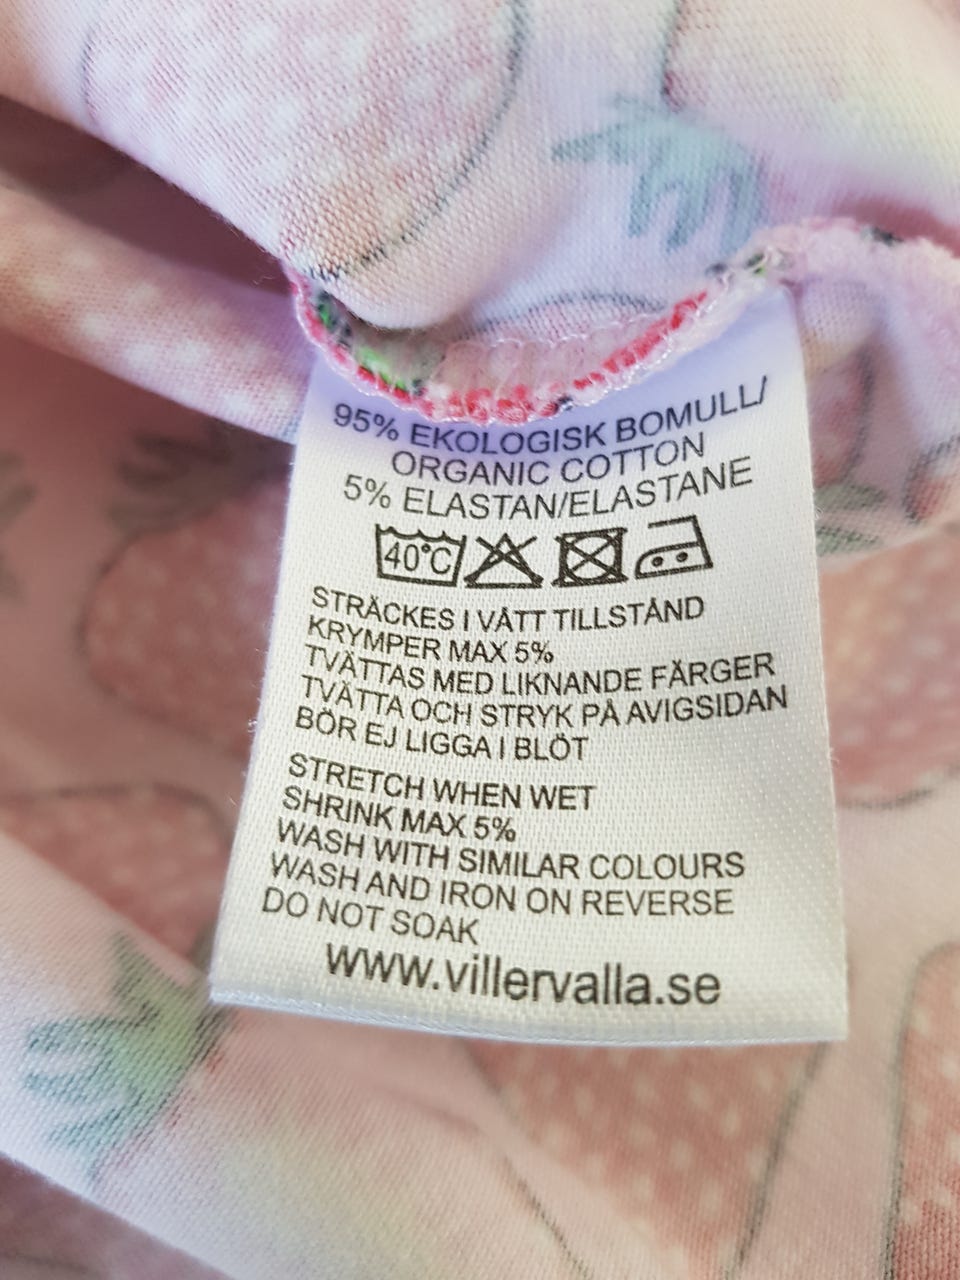 95% EKOLOGISK BOMULL/
ORGANIC COTTON
5% ELASTAN/ELASTANE
40°C
STRÄCKES I VÅTT TILLSTÅND
KRYMPER MAX 5%
TVÄTTAS MED LIKNANDE FÄRGER
TVÄTTA OCH STRYK PÅ AVIGSIDAN
BÖR EJ LIGGA I BLÖT
STRETCH WHEN WET
SHRINK MAX 5%
WASH WITH SIMILAR COLOURS
WASH AND IRON ON REVERSE
DO NOT SOAK
www.villervalla.se